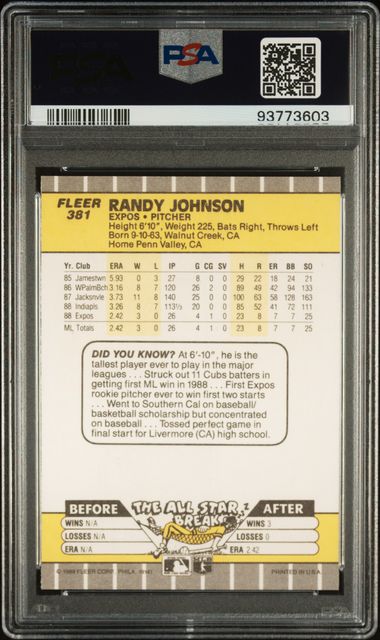 PSA
93773603
FLEER RANDY JOHNSON
381 EXPOS • PITCHER
Height 6'10", Weight 225, Bats Right, Throws Left
Born 9-10-63, Walnut Creek, CA
Home Penn Valley, CA
Yr. Club ERA W L IP G CG SV H R ER BB SO
85 Jamestwn 5.93 0 3 27 8 0 0 29 22 18 24 21
86 WPalmBch 3.16 8 7 120 26 2 0 89 49 42 94 133
87 Jacksnvle 3.73 11 8 140 25 0 0 100 63 58 128 163
88 Indiapls 3.26 8 7 113⅓ 20 0 0 85 52 41 72 111
88 Expos 2.42 3 0 26 4 1 0 23 8 7 7 25
ML Totals 2.42 3 0 26 4 1 0 23 8 7 7 25
DID YOU KNOW? At 6'-10", he is the
tallest player ever to play in the major
leagues . . . Struck out 11 Cubs batters in
getting first ML win in 1988 . . . First Expos
rookie pitcher ever to win first two starts
. . . Went to Southern Cal on baseball/
basketball scholarship but concentrated
on baseball . . . Tossed perfect game in
final start for Livermore (CA) high school.
BEFORE THE ALL STAR BREAK AFTER
WINS N/A WINS 3
LOSSES N/A LOSSES 0
ERA N/A ERA 2.42
© 1989 FLEER CORP. PHILA. 19141 PRINTED IN U.S.A.